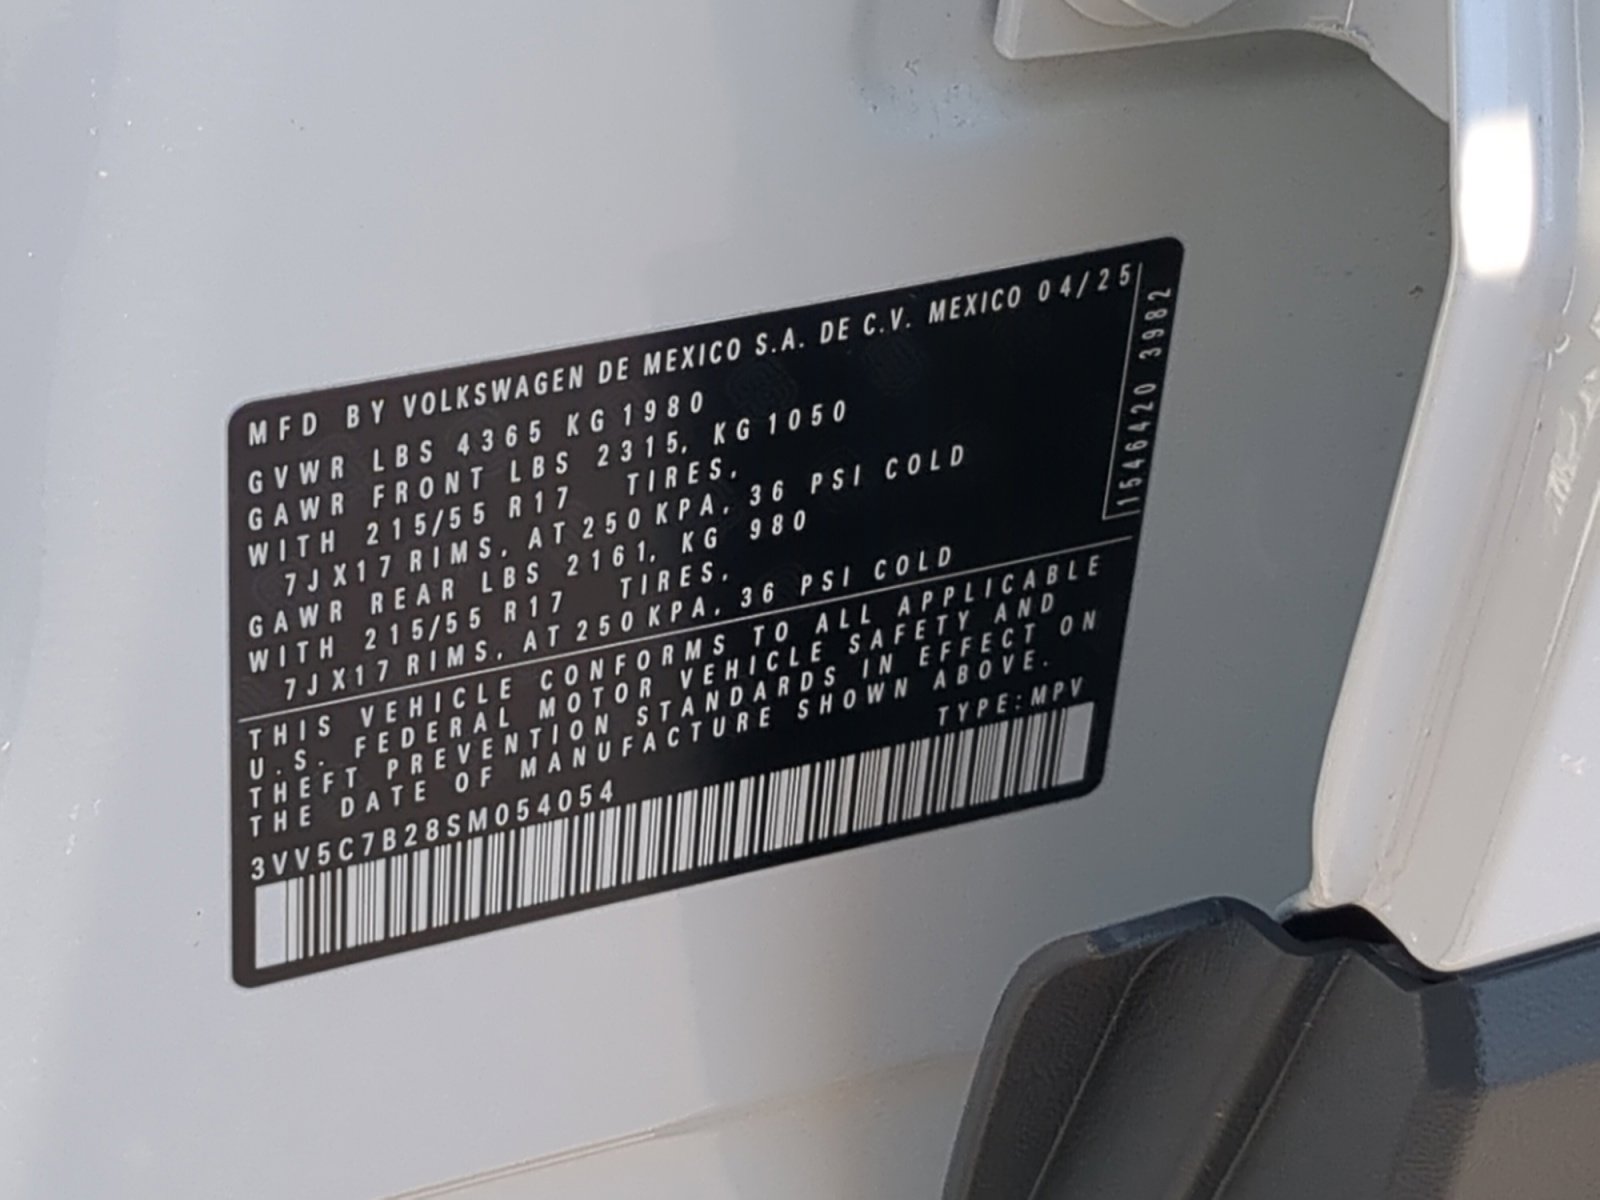 MFD BY VOLKSWAGEN DE MEXICO S.A. DE C.V. MEXICO 04/25
GVWR LBS 4365 KG 1980
GAWR FRONT LBS 2315, KG 1050
WITH 215/55 R17 TIRES,
7JX17 RIMS, AT 250 KPA, 36 PSI COLD
GAWR REAR LBS 2161, KG 980
WITH 215/55 R17 TIRES,
7JX17 RIMS, AT 250 KPA, 36 PSI COLD
THIS VEHICLE CONFORMS TO ALL APPLICABLE
U.S. FEDERAL MOTOR VEHICLE SAFETY AND
THEFT PREVENTION STANDARDS IN EFFECT ON
THE DATE OF MANUFACTURE SHOWN ABOVE.
TYPE:MPV
3VV5C7B28SM054054
1546420 3982